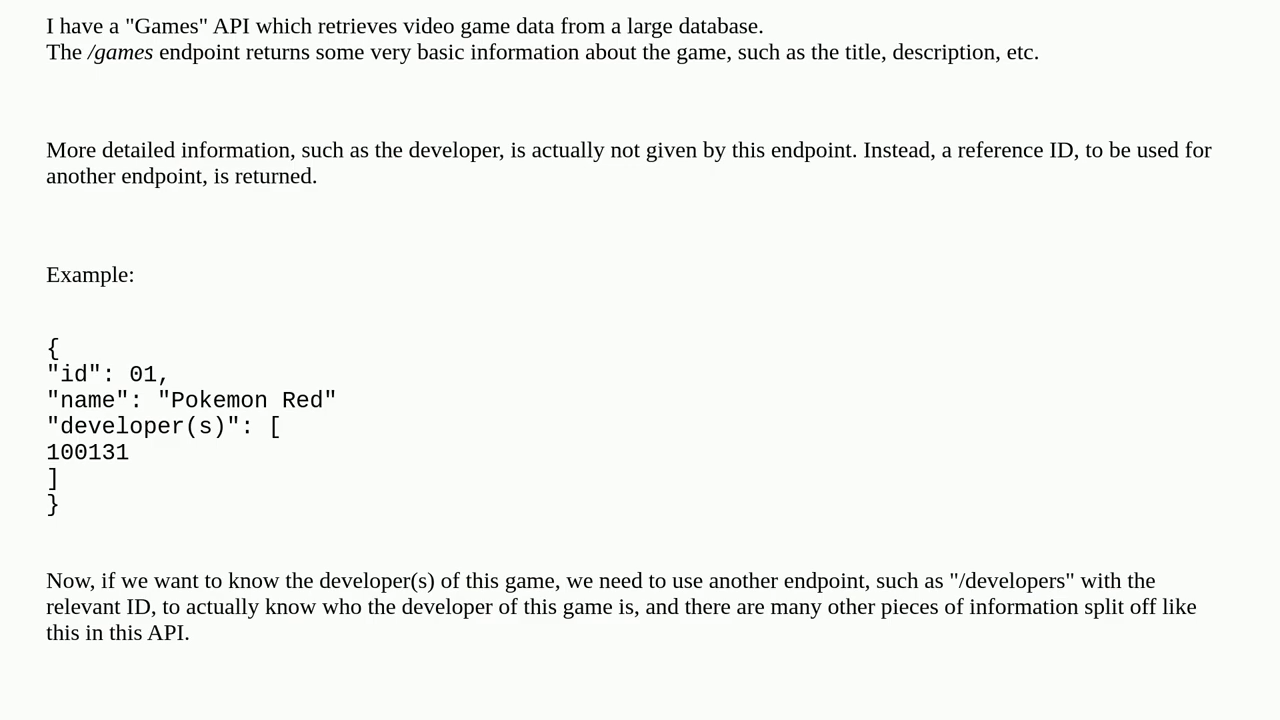 I have a "Games" API which retrieves video game data from a large database.
The /games endpoint returns some very basic information about the game, such as the title, description, etc.
More detailed information, such as the developer, is actually not given by this endpoint. Instead, a reference ID, to be used for
another endpoint, is returned.
Example:
{
"id": 01,
"name": "Pokemon Red"
"developer(s)": [
100131
]
}
Now, if we want to know the developer(s) of this game, we need to use another endpoint, such as "/developers" with the
relevant ID, to actually know who the developer of this game is, and there are many other pieces of information split off like
this in this API.